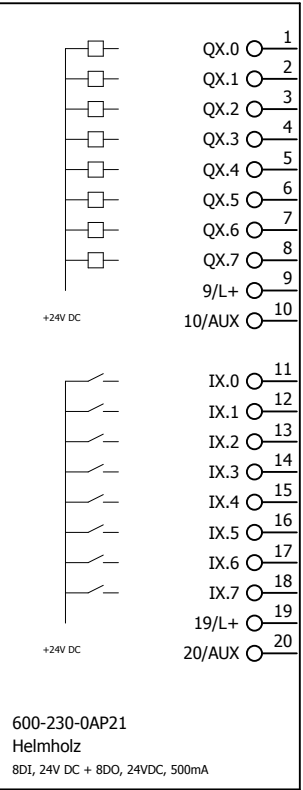 QX.0 1
QX.1 2
QX.2 3
QX.3 4
QX.4 5
QX.5 6
QX.6 7
QX.7 8
9/L+ 9
+24V DC 10/AUX 10
IX.0 11
IX.1 12
IX.2 13
IX.3 14
IX.4 15
IX.5 16
IX.6 17
IX.7 18
19/L+ 19
+24V DC 20/AUX 20
600-230-0AP21
Helmholz
8DI, 24V DC + 8DO, 24VDC, 500mA